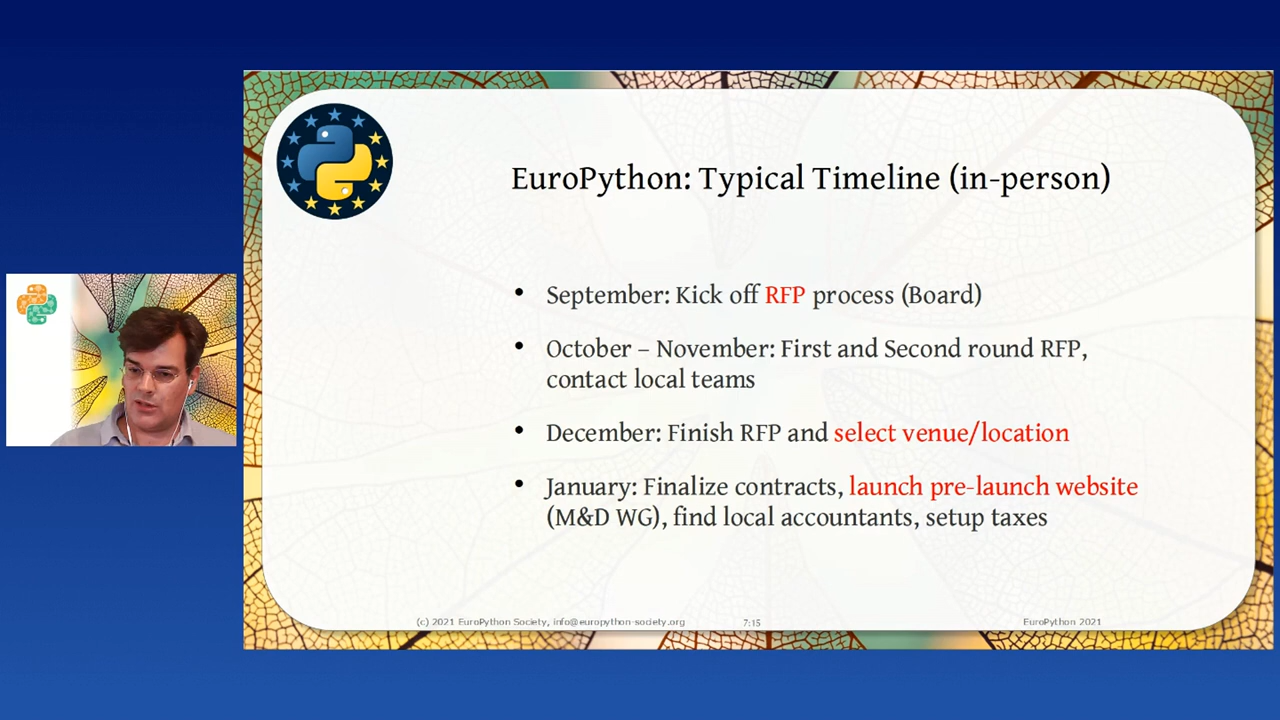 EuroPython: Typical Timeline (in-person)
• September: Kick off RFP process (Board)
• October – November: First and Second round RFP,
contact local teams
• December: Finish RFP and select venue/location
• January: Finalize contracts, launch pre-launch website
(M&D WG), find local accountants, setup taxes
(c) 2021 EuroPython Society, info@europython-society.org
7:15
EuroPython 2021